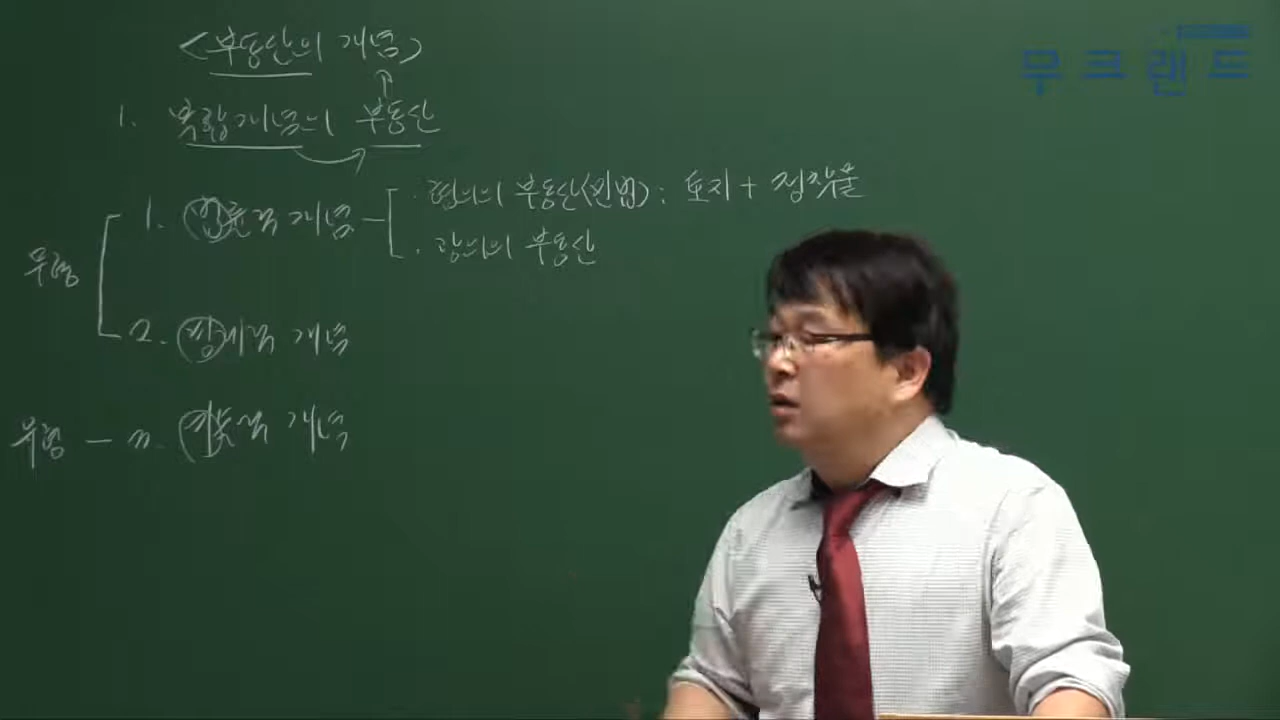 <부동산의 개념>
1. 복합개념의 부동산
무형
1. 법률적 개념
· 협의의 부동산(민법) : 토지 + 정착물
· 광의의 부동산
2. 경제적 개념
유형 - 3. 기술적 개념
무크랜드